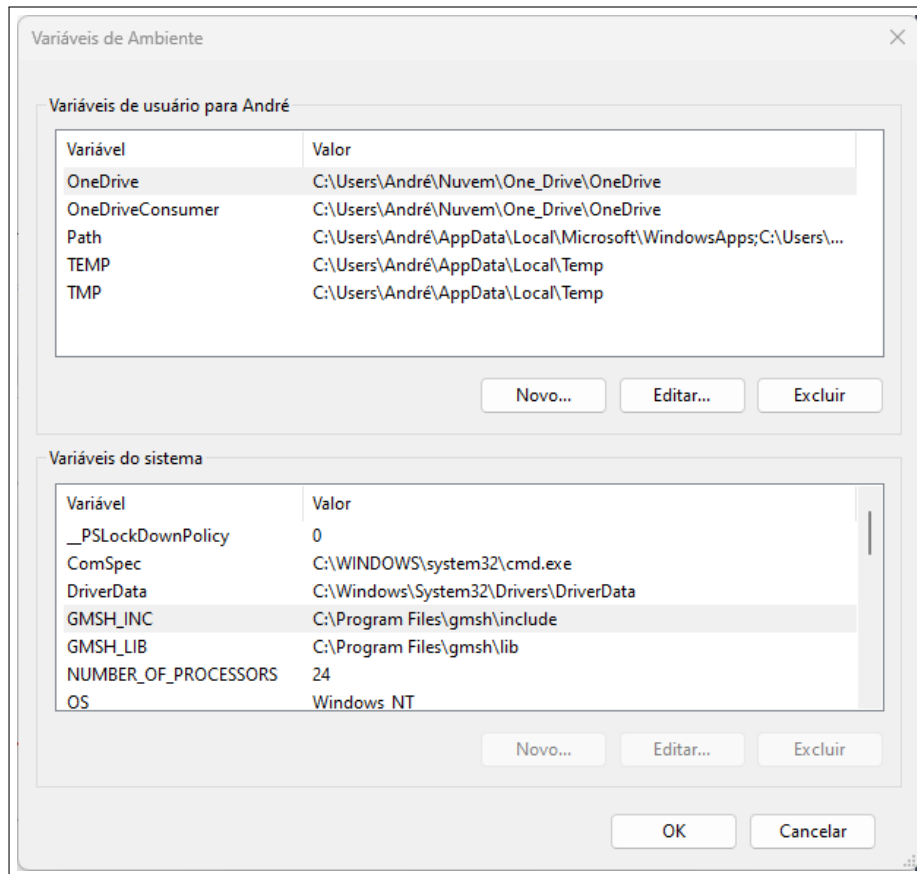 Variáveis de Ambiente
Variáveis de usuário para André
Variável Valor
OneDrive C:\Users\André\Nuvem\One_Drive\OneDrive
OneDriveConsumer C:\Users\André\Nuvem\One_Drive\OneDrive
Path C:\Users\André\AppData\Local\Microsoft\WindowsApps;C:\Users\...
TEMP C:\Users\André\AppData\Local\Temp
TMP C:\Users\André\AppData\Local\Temp
Novo... Editar... Excluir
Variáveis do sistema
Variável Valor
__PSLockDownPolicy 0
ComSpec C:\WINDOWS\system32\cmd.exe
DriverData C:\Windows\System32\Drivers\DriverData
GMSH_INC C:\Program Files\gmsh\include
GMSH_LIB C:\Program Files\gmsh\lib
NUMBER_OF_PROCESSORS 24
OS Windows_NT
Novo... Editar... Excluir
OK Cancelar